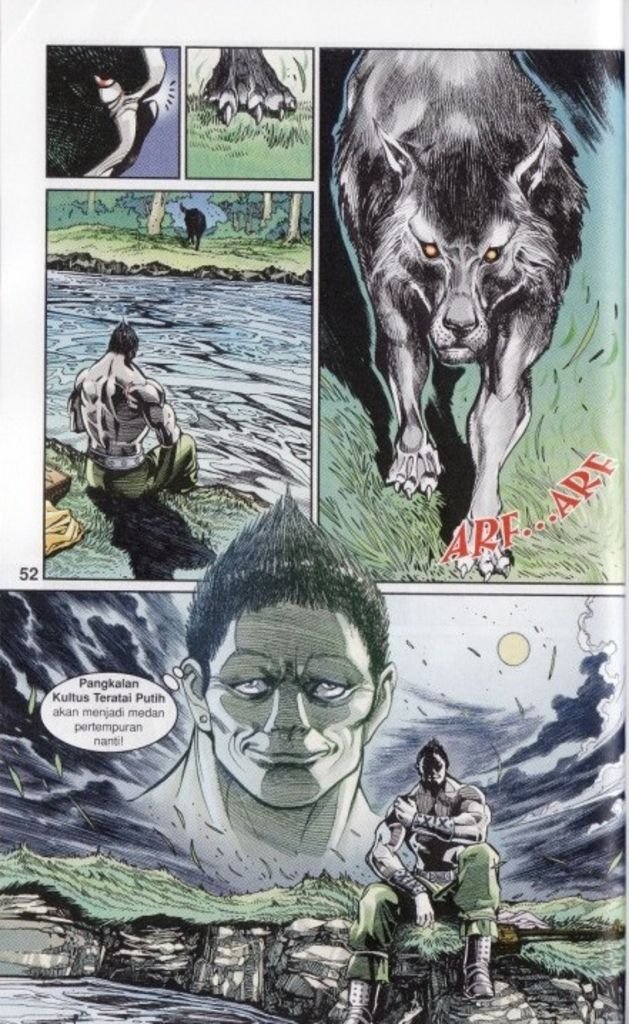 ARF...ARF
52
Pangkalan
Kultus Teratai Putih
akan menjadi medan
pertempuran
nanti!